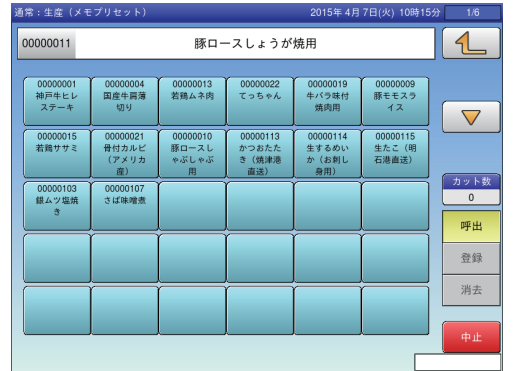 通常：生産（メモプリセット） 2015年 4月 7日(火) 10時15分 1/6
00000011 豚ロースしょうが焼用
00000001 00000004 00000013 00000022 00000019 00000009
神戸牛ヒレ 国産牛肩薄 若鶏ムネ肉 てっちゃん 牛バラ味付 豚モモスラ
ステーキ 切り 焼肉用 イス
00000015 00000021 00000010 00000113 00000114 00000115
若鶏ササミ 骨付カルビ 豚ロースし かつおたた 生するめい 生たこ（明
（アメリカ ゃぶしゃぶ き（焼津港 か（お刺し 石港直送）
産） 用 直送） 身用）
00000103 00000107
銀ムツ塩焼 さば味噌煮
き
カット数
0
呼出
登録
消去
中止